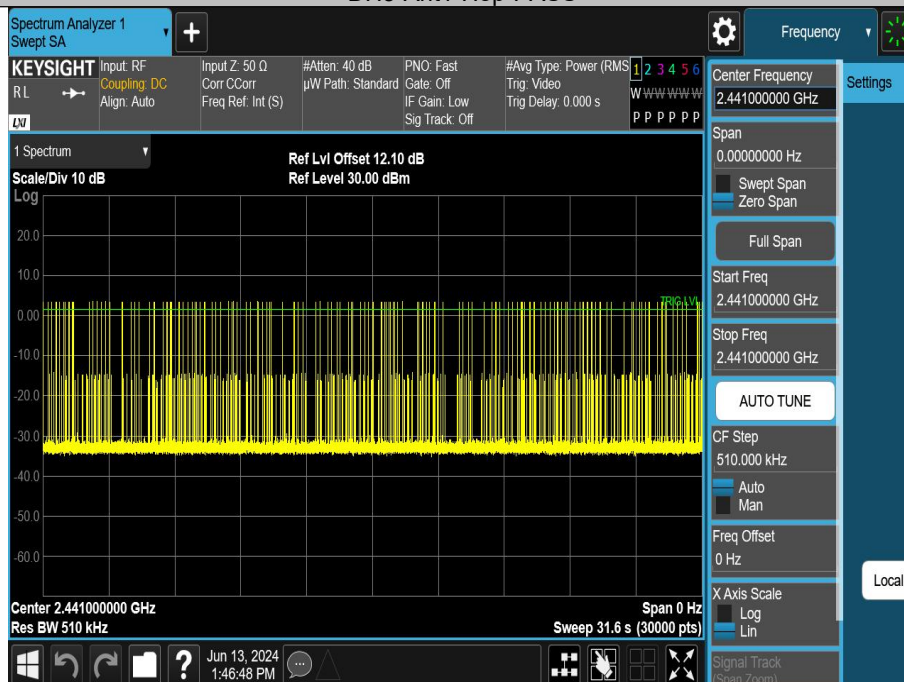 Spectrum Analyzer 1
Swept SA
Frequency
KEYSIGHT
RL
LXI
Input: RF
Coupling: DC
Align: Auto
Input Z: 50 Ω
Corr CCorr
Freq Ref: Int (S)
#Atten: 40 dB
µW Path: Standard
PNO: Fast
Gate: Off
IF Gain: Low
Sig Track: Off
#Avg Type: Power (RMS
Trig: Video
Trig Delay: 0.000 s
1 2 3 4 5 6
W W W W W W
P P P P P P
Center Frequency
2.441000000 GHz
Settings
1 Spectrum
Scale/Div 10 dB
Ref Lvl Offset 12.10 dB
Ref Level 30.00 dBm
Log
20.0
10.0
0.00
-10.0
-20.0
-30.0
-40.0
-50.0
-60.0
TRIG LVL
Span
0.00000000 Hz
Swept Span
Zero Span
Full Span
Start Freq
2.441000000 GHz
Stop Freq
2.441000000 GHz
AUTO TUNE
CF Step
510.000 kHz
Auto
Man
Freq Offset
0 Hz
X Axis Scale
Log
Lin
Signal Track
(Span Zoom)
Local
Center 2.441000000 GHz
Span 0 Hz
Res BW 510 kHz
Sweep 31.6 s (30000 pts)
Jun 13, 2024
1:46:48 PM